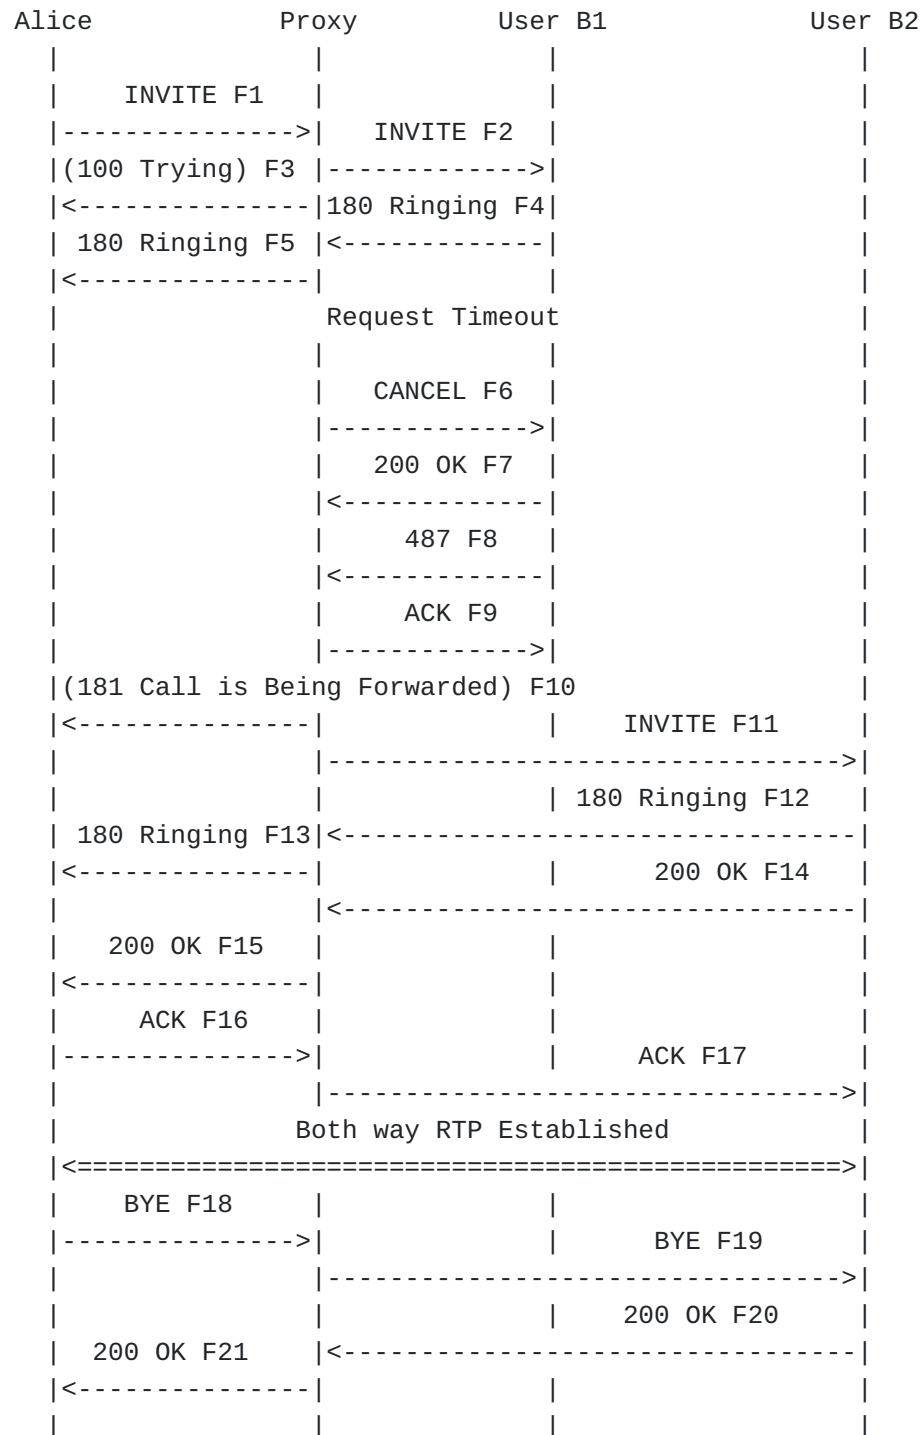 Alice Proxy User B1 User B2
INVITE F1
INVITE F2
(100 Trying) F3
180 Ringing F4
180 Ringing F5
Request Timeout
CANCEL F6
200 OK F7
487 F8
ACK F9
(181 Call is Being Forwarded) F10
INVITE F11
180 Ringing F12
180 Ringing F13
200 OK F14
200 OK F15
ACK F16
ACK F17
Both way RTP Established
BYE F18
BYE F19
200 OK F20
200 OK F21